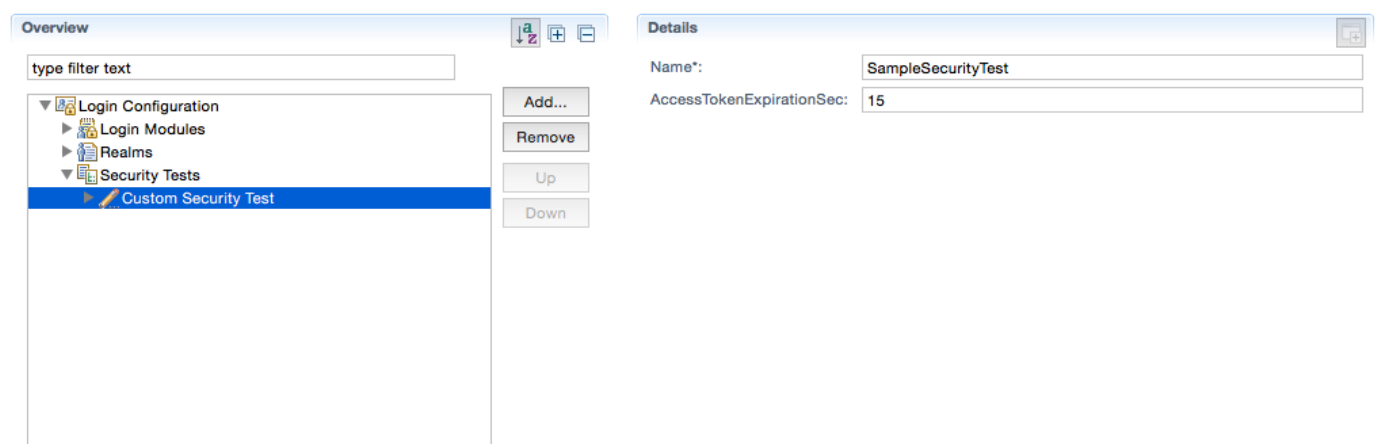 Overview
type filter text
Login Configuration
Login Modules
Realms
Security Tests
Custom Security Test
Add...
Remove
Up
Down
Details
Name*: SampleSecurityTest
AccessTokenExpirationSec: 15